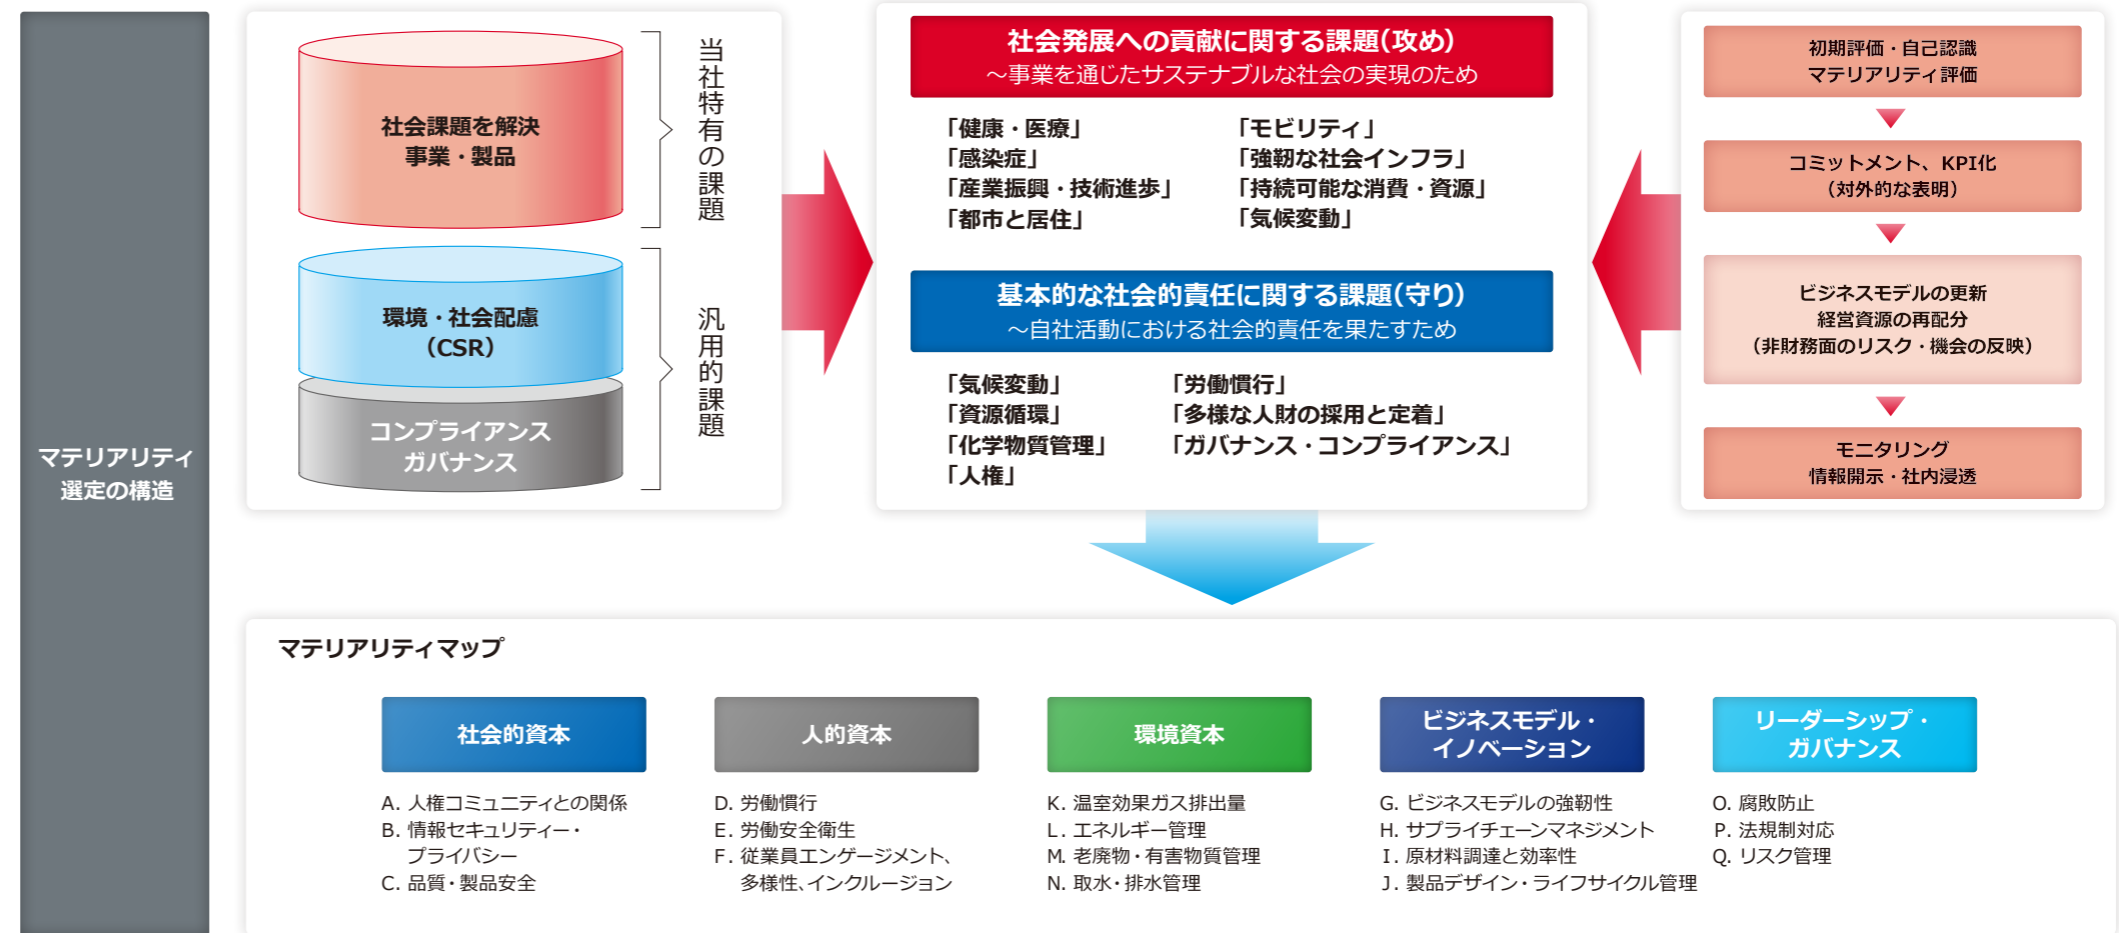 マテリアリティ
選定の構造
社会課題を解決
事業・製品
当社特有の課題
環境・社会配慮
（CSR）
コンプライアンス
ガバナンス
汎用的課題
社会発展への貢献に関する課題（攻め）
～事業を通じたサステナブルな社会の実現のため
「健康・医療」
「感染症」
「産業振興・技術進歩」
「都市と居住」
「モビリティ」
「強靭な社会インフラ」
「持続可能な消費・資源」
「気候変動」
基本的な社会的責任に関する課題（守り）
～自社活動における社会的責任を果たすため
「気候変動」
「資源循環」
「化学物質管理」
「人権」
「労働慣行」
「多様な人財の採用と定着」
「ガバナンス・コンプライアンス」
初期評価・自己認識
マテリアリティ評価
コミットメント、KPI化
（対外的な表明）
ビジネスモデルの更新
経営資源の再配分
（非財務面のリスク・機会の反映）
モニタリング
情報開示・社内浸透
マテリアリティマップ
社会的資本
A. 人権コミュニティとの関係
B. 情報セキュリティー・
プライバシー
C. 品質・製品安全
人的資本
D. 労働慣行
E. 労働安全衛生
F. 従業員エンゲージメント、
多様性、インクルージョン
環境資本
K. 温室効果ガス排出量
L. エネルギー管理
M. 老廃物・有害物質管理
N. 取水・排水管理
ビジネスモデル・
イノベーション
G. ビジネスモデルの強靭性
H. サプライチェーンマネジメント
I. 原材料調達と効率性
J. 製品デザイン・ライフサイクル管理
リーダーシップ・
ガバナンス
O. 腐敗防止
P. 法規制対応
Q. リスク管理